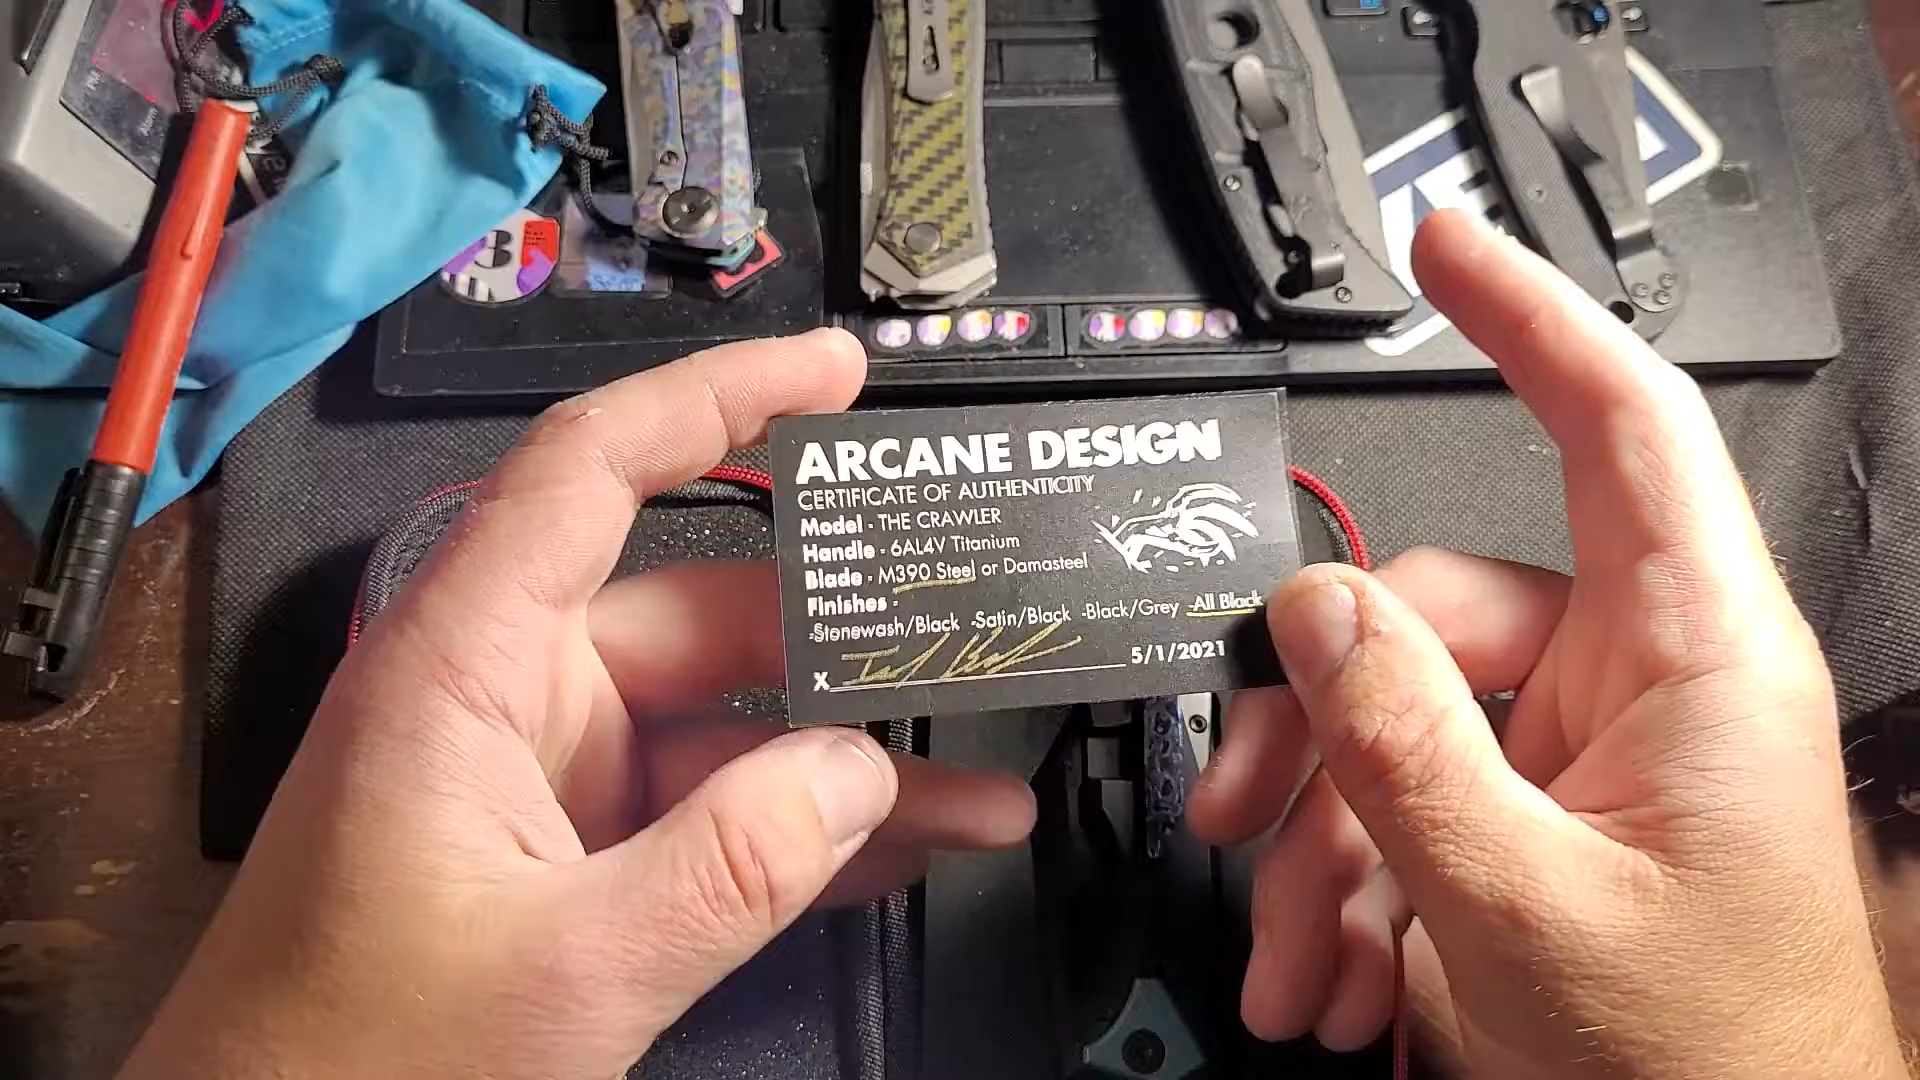 ARCANE DESIGN
CERTIFICATE OF AUTHENTICITY
Model - THE CRAWLER
Handle - 6AL4V Titanium
Blade - M390 Steel or Damasteel
Finishes -
-Stonewash/Black -Satin/Black -Black/Grey -All Black
X 5/1/2021
3